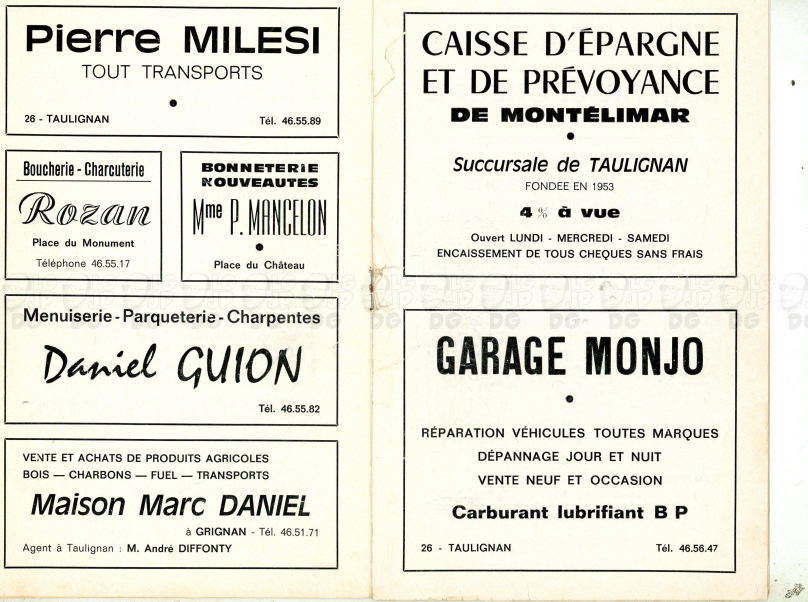 Pierre MILESI
TOUT TRANSPORTS
26 - TAULIGNAN
Tél. 46.55.89
Boucherie - Charcuterie
Rozan
Place du Monument
Téléphone 46.55.17
BONNETERIE
NOUVEAUTES
Mme P. MANCELON
Place du Château
Menuiserie - Parqueterie - Charpentes
Daniel GUION
Tél. 46.55.82
VENTE ET ACHATS DE PRODUITS AGRICOLES
BOIS — CHARBONS — FUEL — TRANSPORTS
Maison Marc DANIEL
à GRIGNAN - Tél. 46.51.71
Agent à Taulignan : M. André DIFFONTY
CAISSE D'ÉPARGNE
ET DE PRÉVOYANCE
DE MONTÉLIMAR
Succursale de TAULIGNAN
FONDEE EN 1953
4 % à vue
Ouvert LUNDI - MERCREDI - SAMEDI
ENCAISSEMENT DE TOUS CHEQUES SANS FRAIS
GARAGE MONJO
RÉPARATION VÉHICULES TOUTES MARQUES
DÉPANNAGE JOUR ET NUIT
VENTE NEUF ET OCCASION
Carburant lubrifiant B P
26 - TAULIGNAN
Tél. 46.56.47